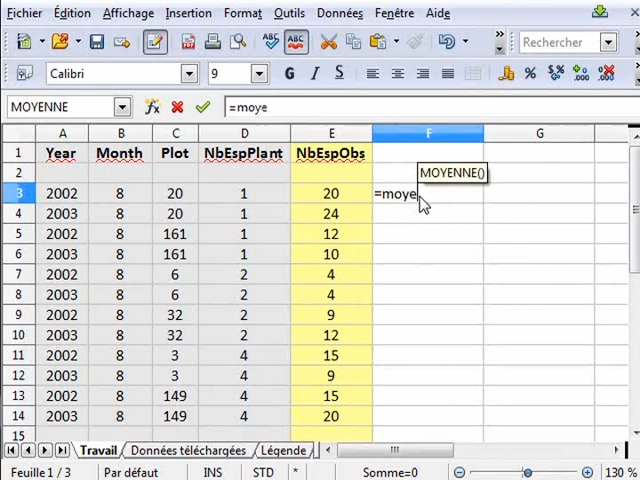 Fichier Édition Affichage Insertion Format Outils Données Fenêtre Aide
Rechercher
Calibri 9 G I S
MOYENNE =moye
A B C D E F G
1 Year Month Plot NbEspPlant NbEspObs
2 MOYENNE()
3 2002 8 20 1 20 =moye
4 2003 8 20 1 24
5 2002 8 161 1 12
6 2003 8 161 1 10
7 2002 8 6 2 4
8 2003 8 6 2 4
9 2002 8 32 2 9
10 2003 8 32 2 12
11 2002 8 3 4 15
12 2003 8 3 4 9
13 2002 8 149 4 15
14 2003 8 149 4 20
15
Travail Données téléchargées Légende
Feuille 1 / 3 Par défaut INS STD * Somme=0 130 %